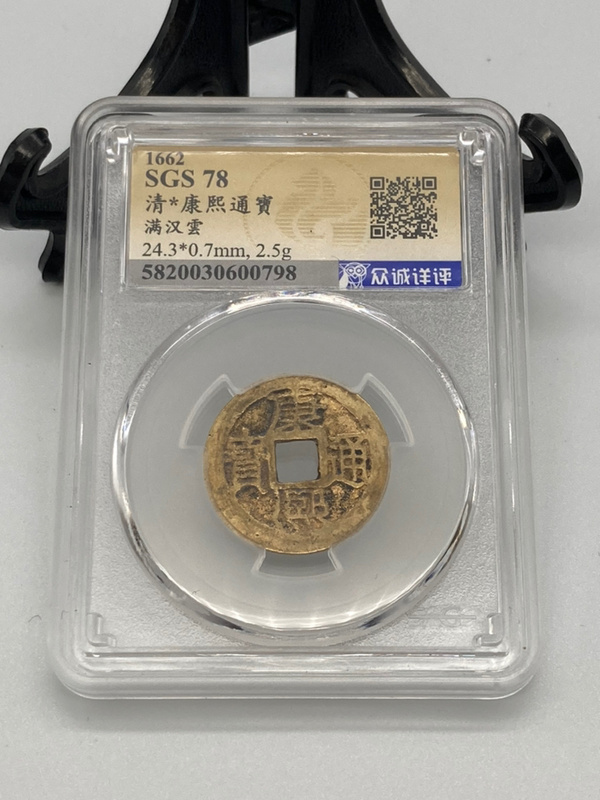 1662
SGS 78
清*康熙通寶
满汉雲
24.3*0.7mm, 2.5g
5820030600798
众诚详评
康熙通寳